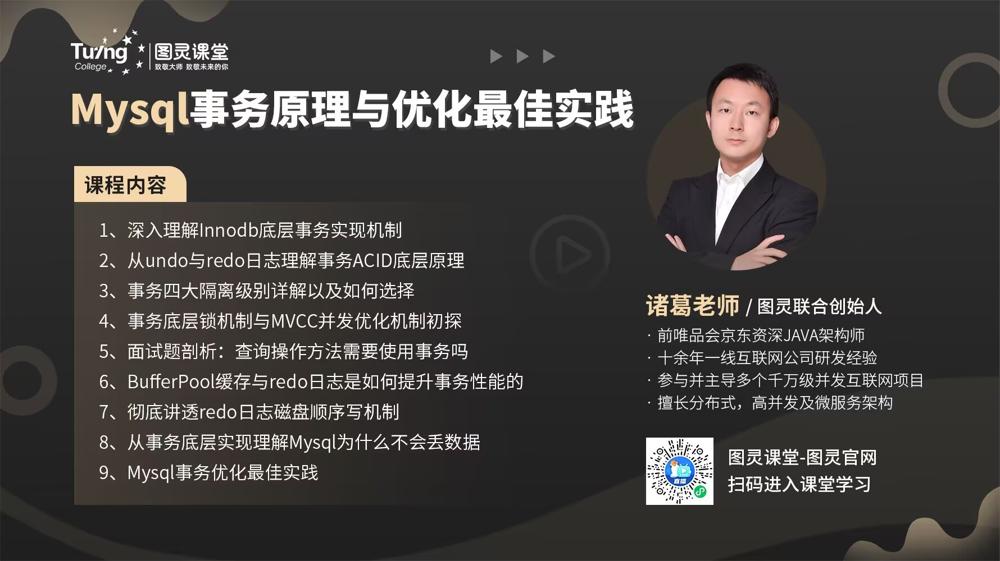 Turing
College
图灵课堂
致敬大师 致敬未来的你
Mysql事务原理与优化最佳实践
课程内容
1、深入理解Innodb底层事务实现机制
2、从undo与redo日志理解事务ACID底层原理
3、事务四大隔离级别详解以及如何选择
4、事务底层锁机制与MVCC并发优化机制初探
5、面试题剖析：查询操作方法需要使用事务吗
6、BufferPool缓存与redo日志是如何提升事务性能的
7、彻底讲透redo日志磁盘顺序写机制
8、从事务底层实现理解Mysql为什么不会丢数据
9、Mysql事务优化最佳实践
诸葛老师 / 图灵联合创始人
· 前唯品会京东资深JAVA架构师
· 十余年一线互联网公司研发经验
· 参与并主导多个千万级并发互联网项目
· 擅长分布式，高并发及微服务架构
直播
图灵课堂-图灵官网
扫码进入课堂学习